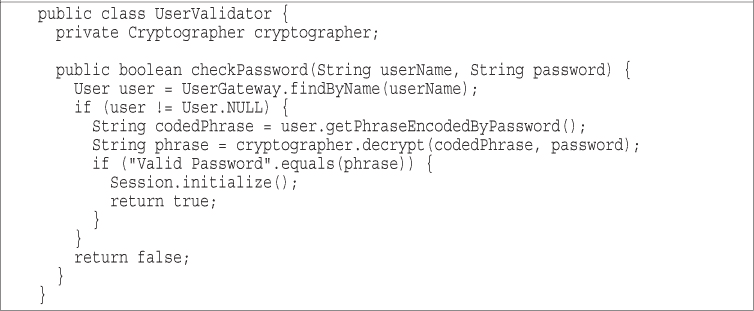 public class UserValidator {
  private Cryptographer cryptographer;

  public boolean checkPassword(String userName, String password) {
    User user = UserGateway.findByName(userName);
    if (user != User.NULL) {
      String codedPhrase = user.getPhraseEncodedByPassword();
      String phrase = cryptographer.decrypt(codedPhrase, password);
      if ("Valid Password".equals(phrase)) {
        Session.initialize();
        return true;
      }
    }
    return false;
  }
}